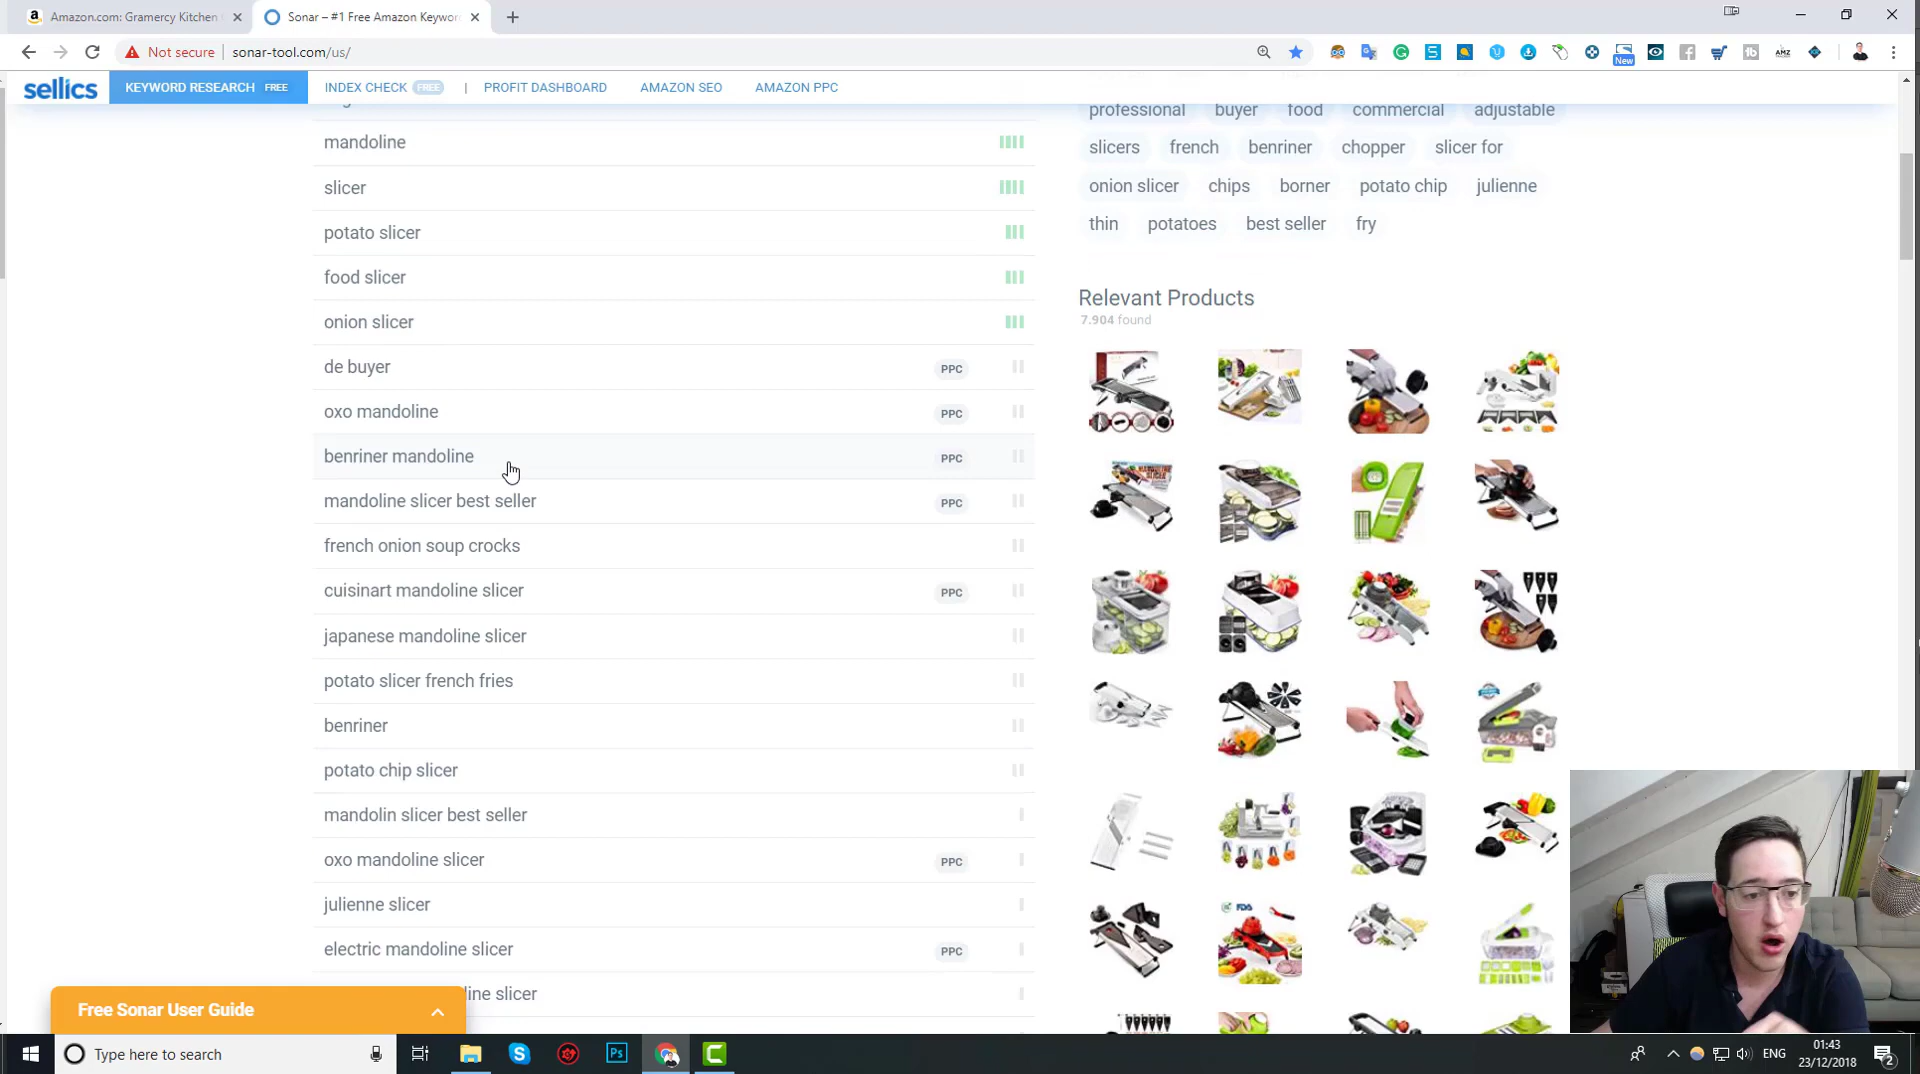 Amazon.com: Gramercy Kitchen
Sonar – #1 Free Amazon Keywor
Not secure | sonar-tool.com/us/
New
AMZ
sellics
KEYWORD RESEARCH FREE
INDEX CHECK FREE
PROFIT DASHBOARD
AMAZON SEO
AMAZON PPC
mandoline
slicer
potato slicer
food slicer
onion slicer
de buyer PPC
oxo mandoline PPC
benriner mandoline PPC
mandoline slicer best seller PPC
french onion soup crocks
cuisinart mandoline slicer PPC
japanese mandoline slicer
potato slicer french fries
benriner
potato chip slicer
mandolin slicer best seller
oxo mandoline slicer PPC
julienne slicer
electric mandoline slicer PPC
line slicer
professional buyer food commercial adjustable
slicers french benriner chopper slicer for
onion slicer chips borner potato chip julienne
thin potatoes best seller fry
Relevant Products
7.904 found
FDA
Free Sonar User Guide
Type here to search
Ps
ENG
01:43
23/12/2018
2